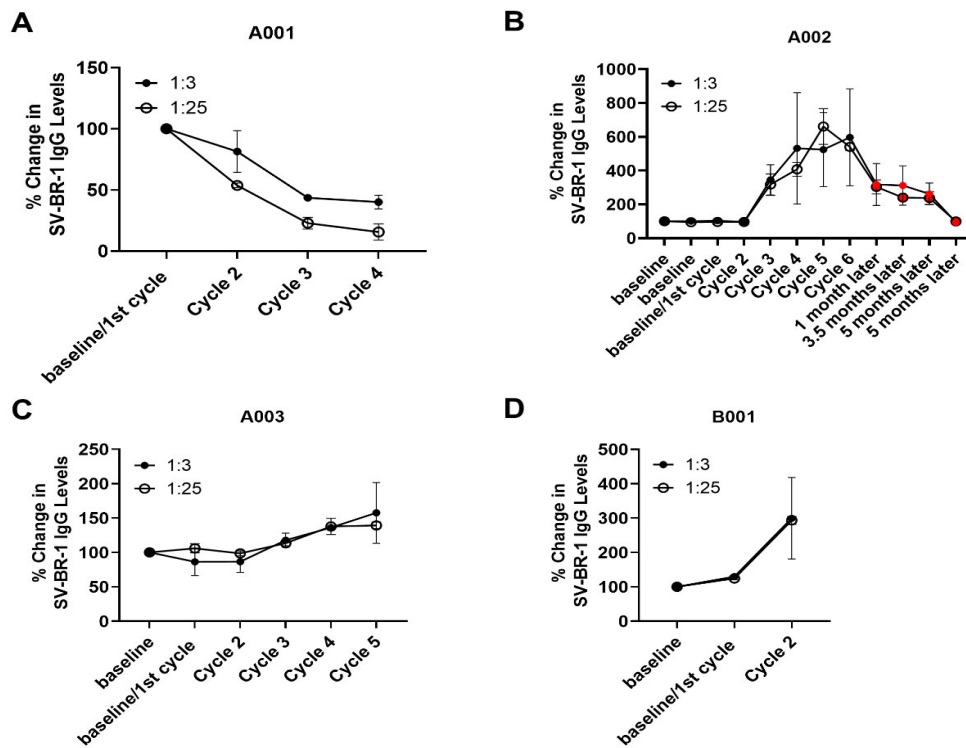 A
A001
% Change in
SV-BR-1 IgG Levels
150
100
50
0
1:3
1:25
baseline/1st cycle
Cycle 2
Cycle 3
Cycle 4
B
A002
% Change in
SV-BR-1 IgG Levels
1000
800
600
400
200
0
1:3
1:25
baseline
baseline
baseline/1st cycle
Cycle 2
Cycle 3
Cycle 4
Cycle 5
Cycle 6
1 month later
3.5 months later
5 months later
5 months later
C
A003
% Change in
SV-BR-1 IgG Levels
250
200
150
100
50
0
1:3
1:25
baseline
baseline/1st cycle
Cycle 2
Cycle 3
Cycle 4
Cycle 5
D
B001
% Change in
SV-BR-1 IgG Levels
500
400
300
200
100
0
1:3
1:25
baseline
baseline/1st cycle
Cycle 2